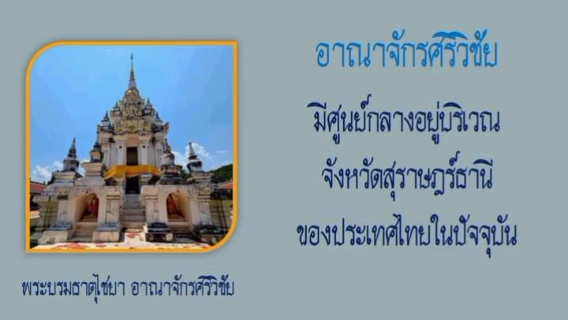 อาณาจักรศรีวิชัย
มีศูนย์กลางอยู่บริเวณ
จังหวัดสุราษฎร์ธานี
ของประเทศไทยในปัจจุบัน
พระบรมธาตุไชยา อาณาจักรศรีวิชัย